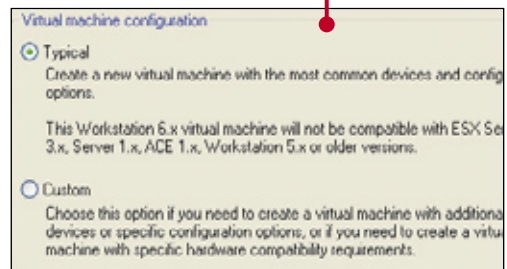 Virtual machine configuration
Typical
Create a new virtual machine with the most common devices and config
options.
This Workstation 6.x virtual machine will not be compatible with ESX Se
3.x, Server 1.x, ACE 1.x, Workstation 5.x or older versions.
Custom
Choose this option if you need to create a virtual machine with additiona
devices or specific configuration options, or if you need to create a virtu
machine with specific hardware compatibility requirements.